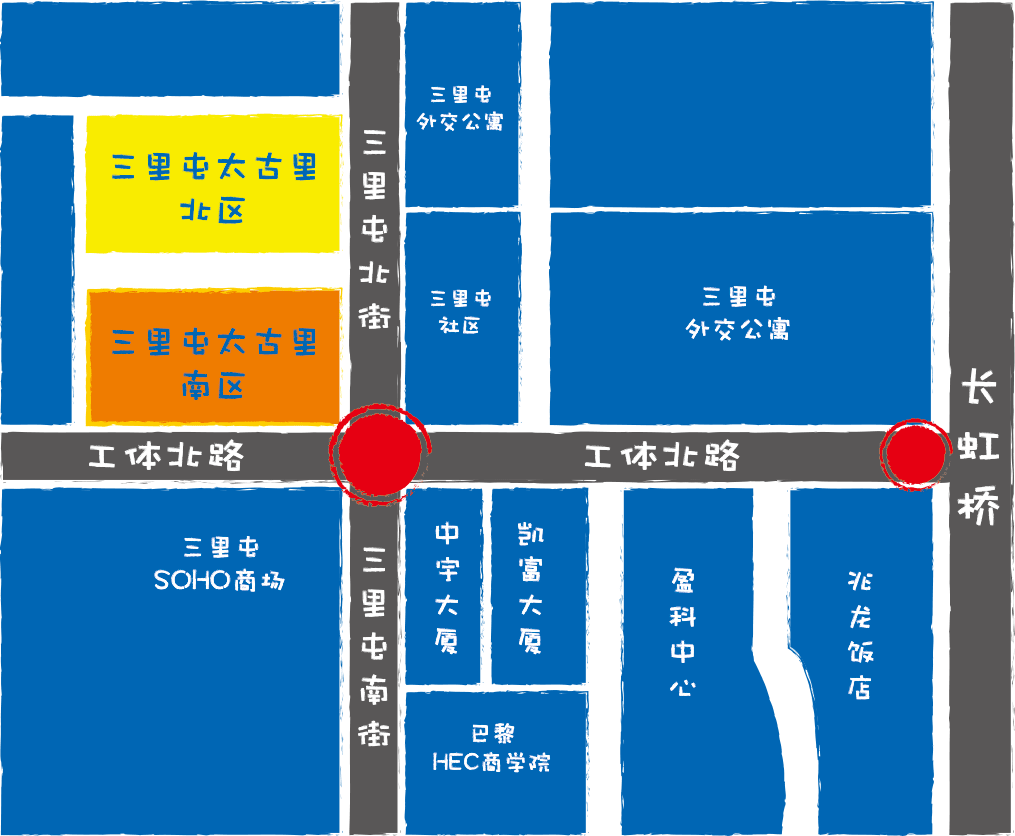 三里屯
外交公寓
三里屯太古里
北区
三里屯北街
三里屯
社区
三里屯
外交公寓
三里屯太古里
南区
长虹桥
工体北路
工体北路
三里屯
SOHO商场
三里屯南街
中宇大厦
凯富大厦
盈科中心
兆龙饭店
巴黎
HEC商学院